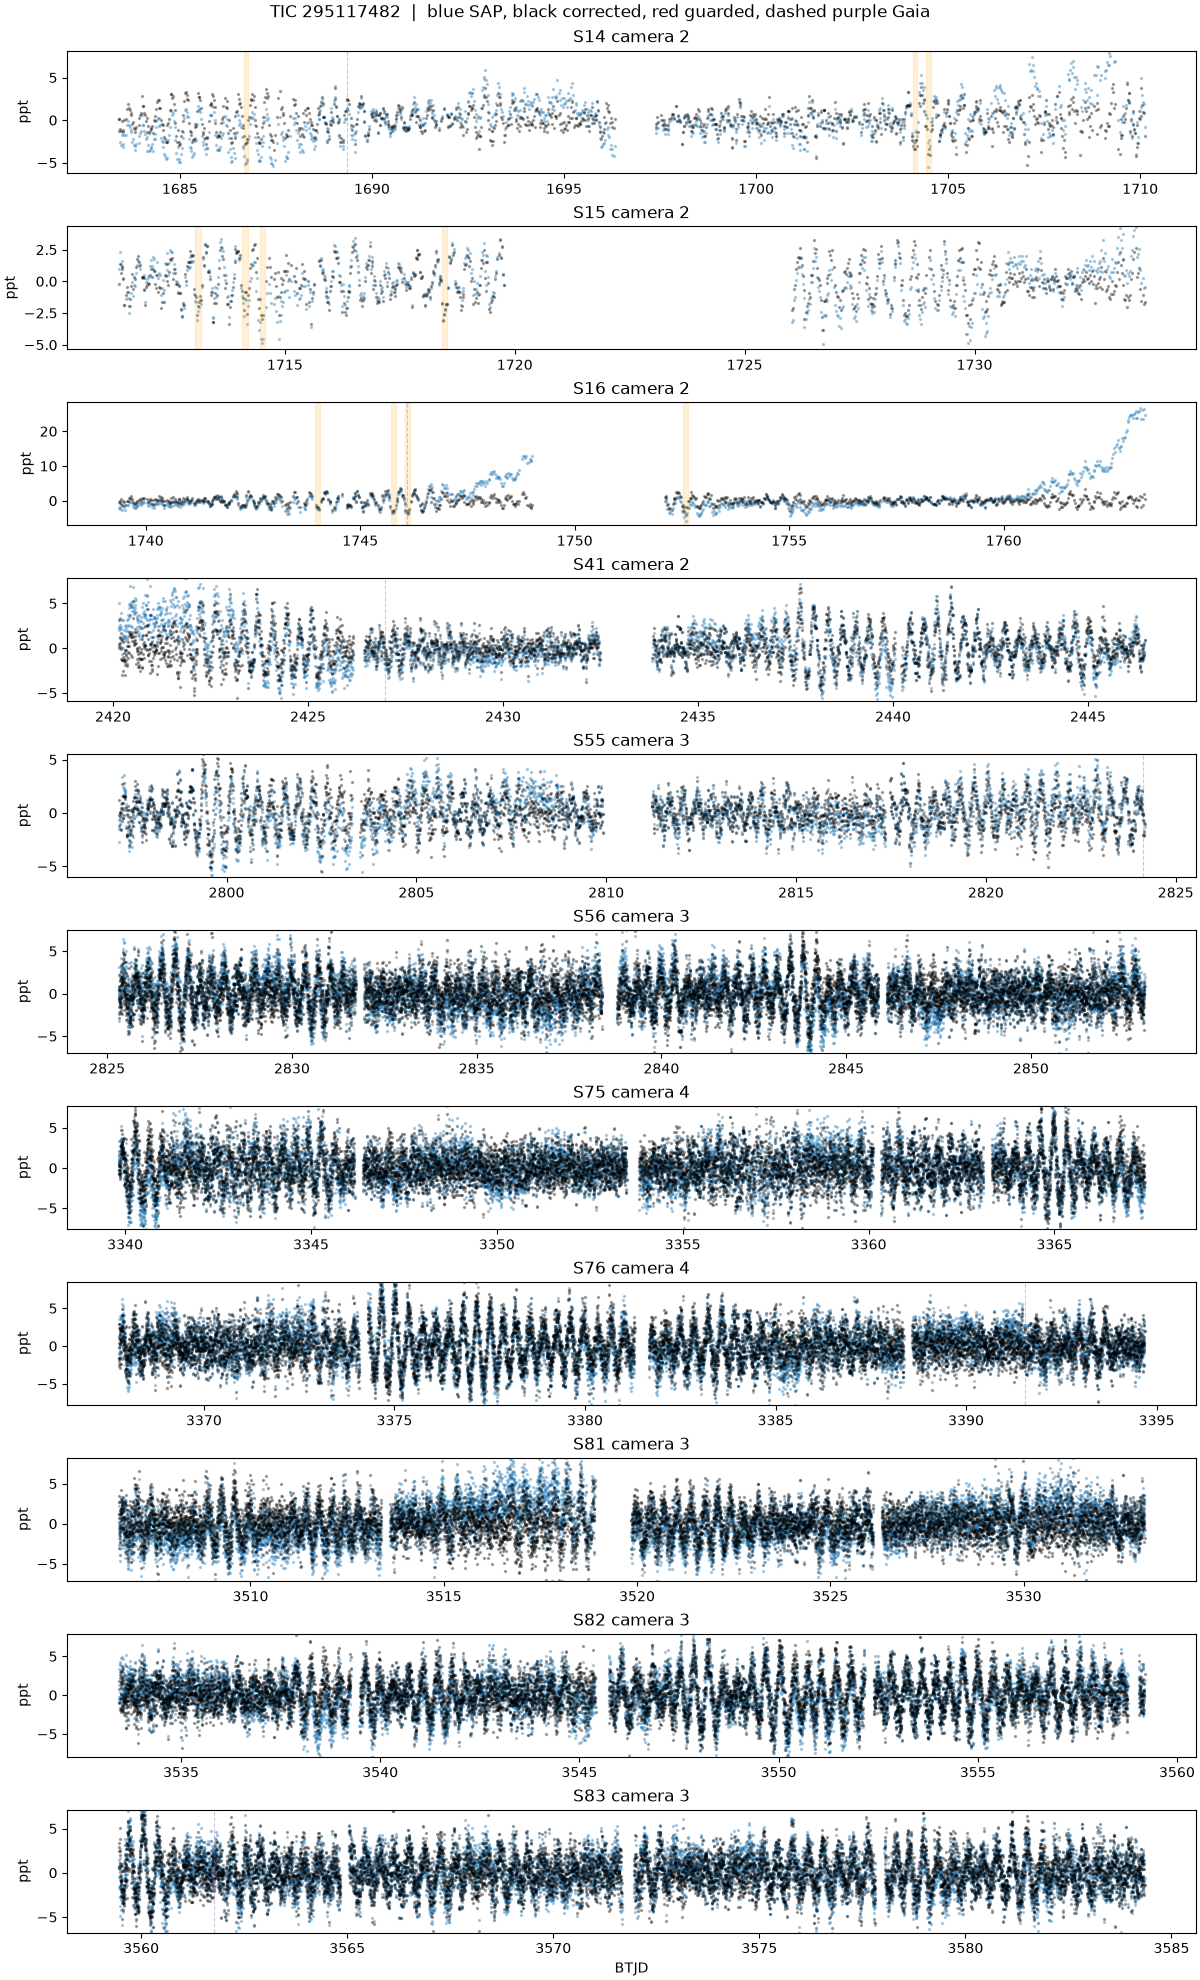 TIC 295117482 | blue SAP, black corrected, red guarded, dashed purple Gaia
S14 camera 2
ppt
5
0
−5
1685 1690 1695 1700 1705 1710
S15 camera 2
ppt
2.5
0.0
−2.5
−5.0
1715 1720 1725 1730
S16 camera 2
ppt
20
10
0
1740 1745 1750 1755 1760
S41 camera 2
ppt
5
0
−5
2420 2425 2430 2435 2440 2445
S55 camera 3
ppt
5
0
−5
2800 2805 2810 2815 2820 2825
S56 camera 3
ppt
5
0
−5
2825 2830 2835 2840 2845 2850
S75 camera 4
ppt
5
0
−5
3340 3345 3350 3355 3360 3365
S76 camera 4
ppt
5
0
−5
3370 3375 3380 3385 3390 3395
S81 camera 3
ppt
5
0
−5
3510 3515 3520 3525 3530
S82 camera 3
ppt
5
0
−5
3535 3540 3545 3550 3555 3560
S83 camera 3
ppt
5
0
−5
3560 3565 3570 3575 3580 3585
BTJD